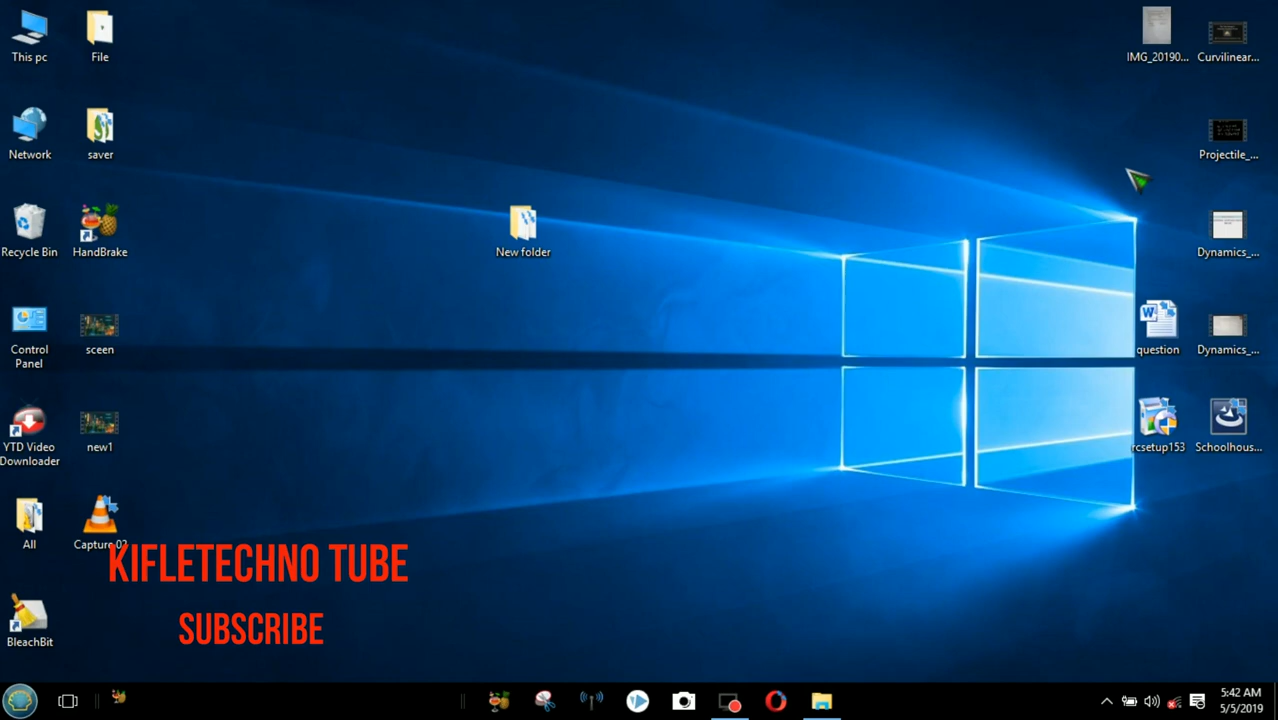 This pc
File
IMG_20190...
Curvilinear...
Network
saver
Projectile_...
Recycle Bin
HandBrake
New folder
Dynamics_...
Control
Panel
sceen
question
Dynamics_...
YTD Video
Downloader
new1
rcsetup153
Schoolhous...
All
Capture 02
KIFLETECHNO TUBE
SUBSCRIBE
BleachBit
5:42 AM
5/5/2019